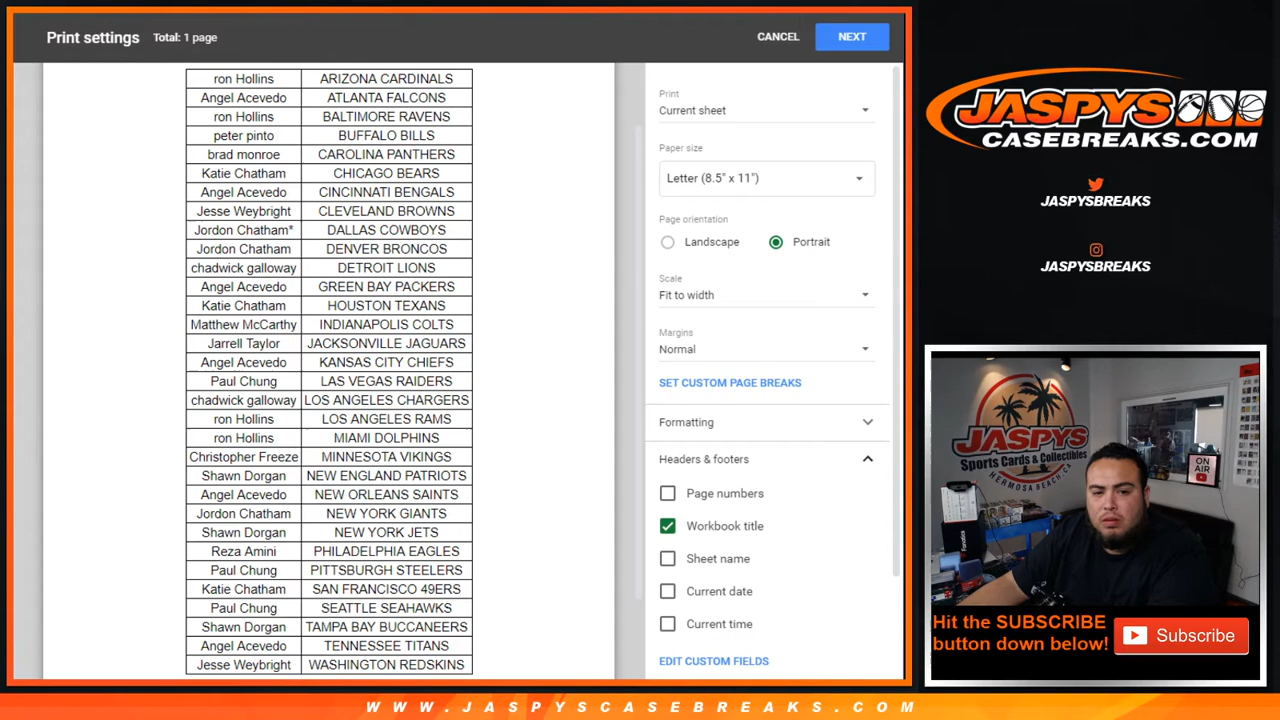 Print settings Total: 1 page CANCEL NEXT
ron Hollins ARIZONA CARDINALS
Angel Acevedo ATLANTA FALCONS
ron Hollins BALTIMORE RAVENS
peter pinto BUFFALO BILLS
brad monroe CAROLINA PANTHERS
Katie Chatham CHICAGO BEARS
Angel Acevedo CINCINNATI BENGALS
Jesse Weybright CLEVELAND BROWNS
Jordon Chatham* DALLAS COWBOYS
Jordon Chatham DENVER BRONCOS
chadwick galloway DETROIT LIONS
Angel Acevedo GREEN BAY PACKERS
Katie Chatham HOUSTON TEXANS
Matthew McCarthy INDIANAPOLIS COLTS
Jarrell Taylor JACKSONVILLE JAGUARS
Angel Acevedo KANSAS CITY CHIEFS
Paul Chung LAS VEGAS RAIDERS
chadwick galloway LOS ANGELES CHARGERS
ron Hollins LOS ANGELES RAMS
ron Hollins MIAMI DOLPHINS
Christopher Freeze MINNESOTA VIKINGS
Shawn Dorgan NEW ENGLAND PATRIOTS
Angel Acevedo NEW ORLEANS SAINTS
Jordon Chatham NEW YORK GIANTS
Shawn Dorgan NEW YORK JETS
Reza Amini PHILADELPHIA EAGLES
Paul Chung PITTSBURGH STEELERS
Katie Chatham SAN FRANCISCO 49ERS
Paul Chung SEATTLE SEAHAWKS
Shawn Dorgan TAMPA BAY BUCCANEERS
Angel Acevedo TENNESSEE TITANS
Jesse Weybright WASHINGTON REDSKINS
Print
Current sheet
Paper size
Letter (8.5" x 11")
Page orientation
Landscape Portrait
Scale
Fit to width
Margins
Normal
SET CUSTOM PAGE BREAKS
Formatting
Headers & footers
Page numbers
Workbook title
Sheet name
Current date
Current time
EDIT CUSTOM FIELDS
JASPYS
CASEBREAKS.COM
JASPYSBREAKS
JASPYSBREAKS
JASPYS
Sports Cards & Collectibles
HERMOSA BEACH, CA
ON
AIR
Fanatics
Hit the SUBSCRIBE
button down below!
Subscribe
WWW.JASPYSCASEBREAKS.COM